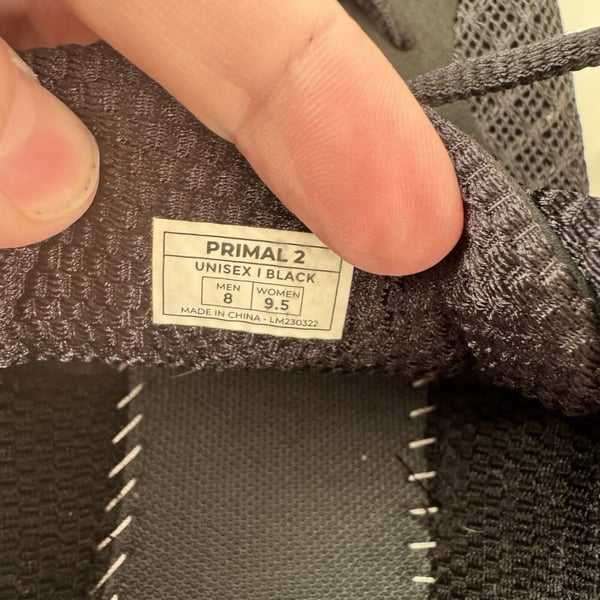 PRIMAL 2
UNISEX | BLACK
MEN WOMEN
8 9.5
MADE IN CHINA - LM230322